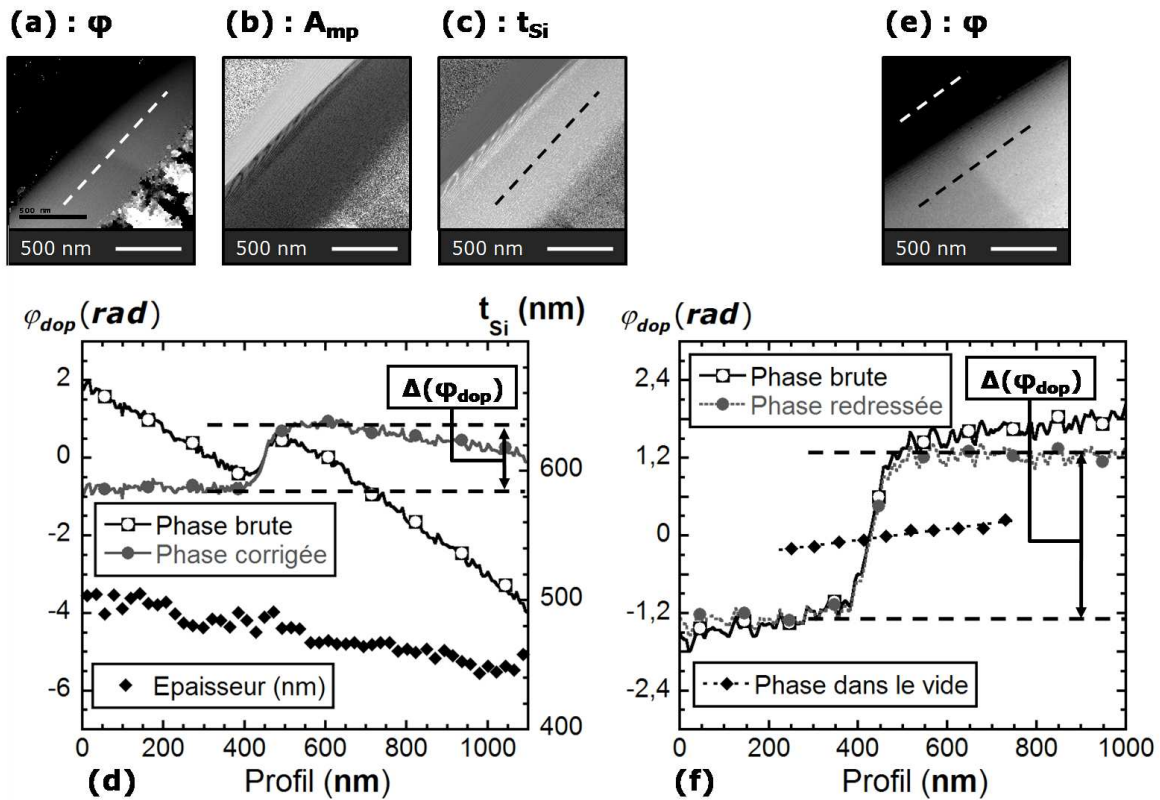 (a) : φ
(b) : Amp
(c) : tSi
(e) : φ
500 nm
500 nm
500 nm
500 nm
500 nm
φdop(rad)
tSi (nm)
2
0
-2
-4
-6
600
500
400
Δ(φdop)
Phase brute
Phase corrigée
Epaisseur (nm)
0 200 400 600 800 1000
(d)
Profil (nm)
φdop(rad)
2,4
1,2
0
-1,2
-2,4
Phase brute
Phase redressée
Δ(φdop)
Phase dans le vide
0 200 400 600 800 1000
Profil (nm)
(f)